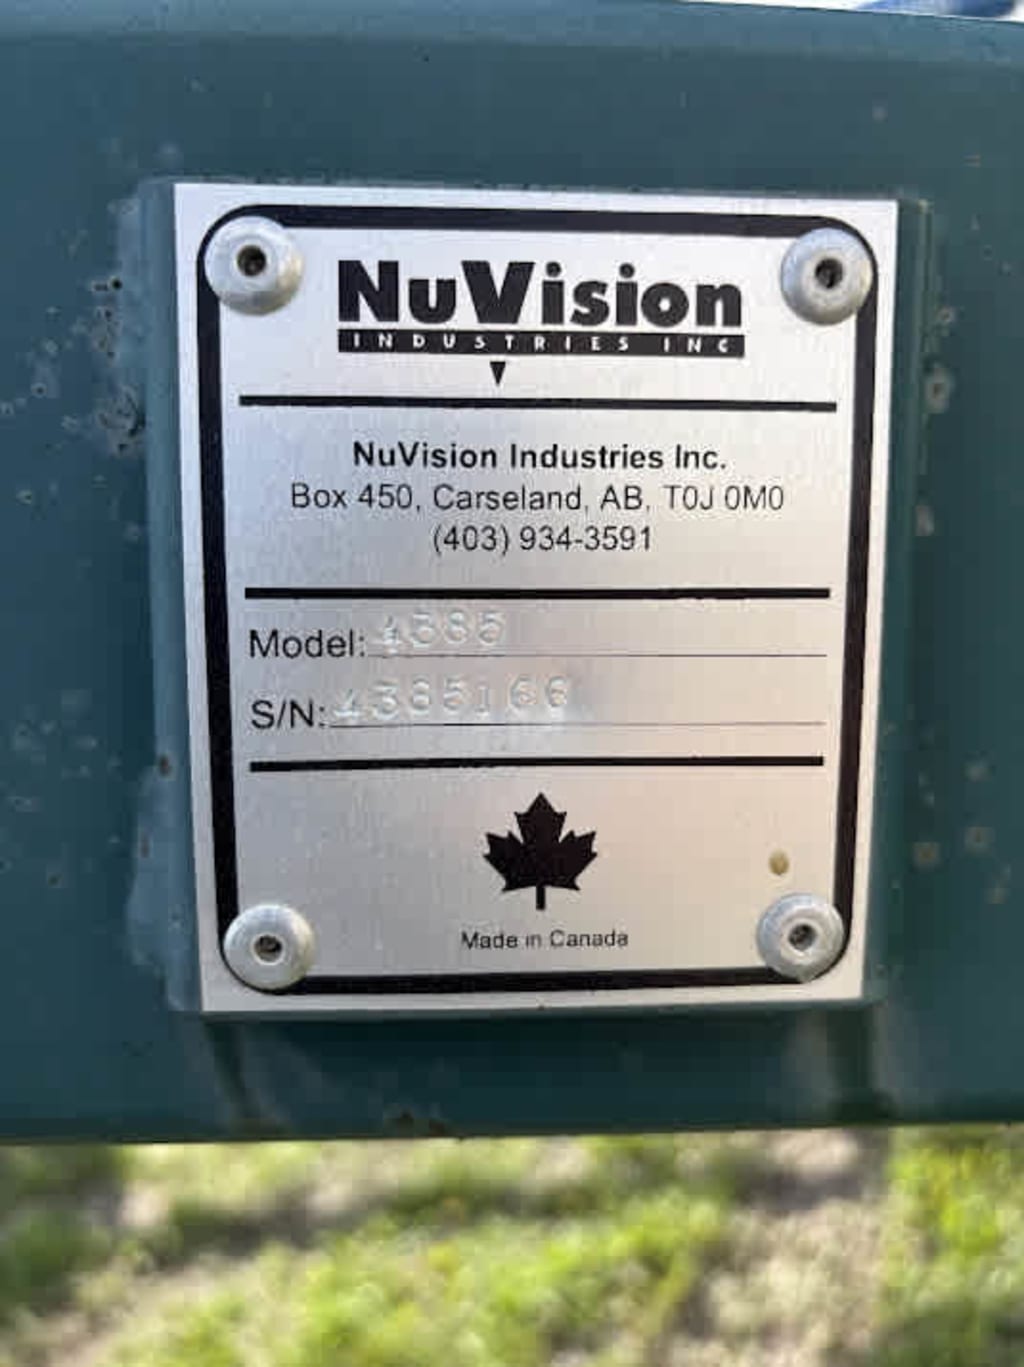 NuVision
INDUSTRIES INC
NuVision Industries Inc.
Box 450, Carseland, AB, T0J 0M0
(403) 934-3591
Model: 4385
S/N:
Made in Canada